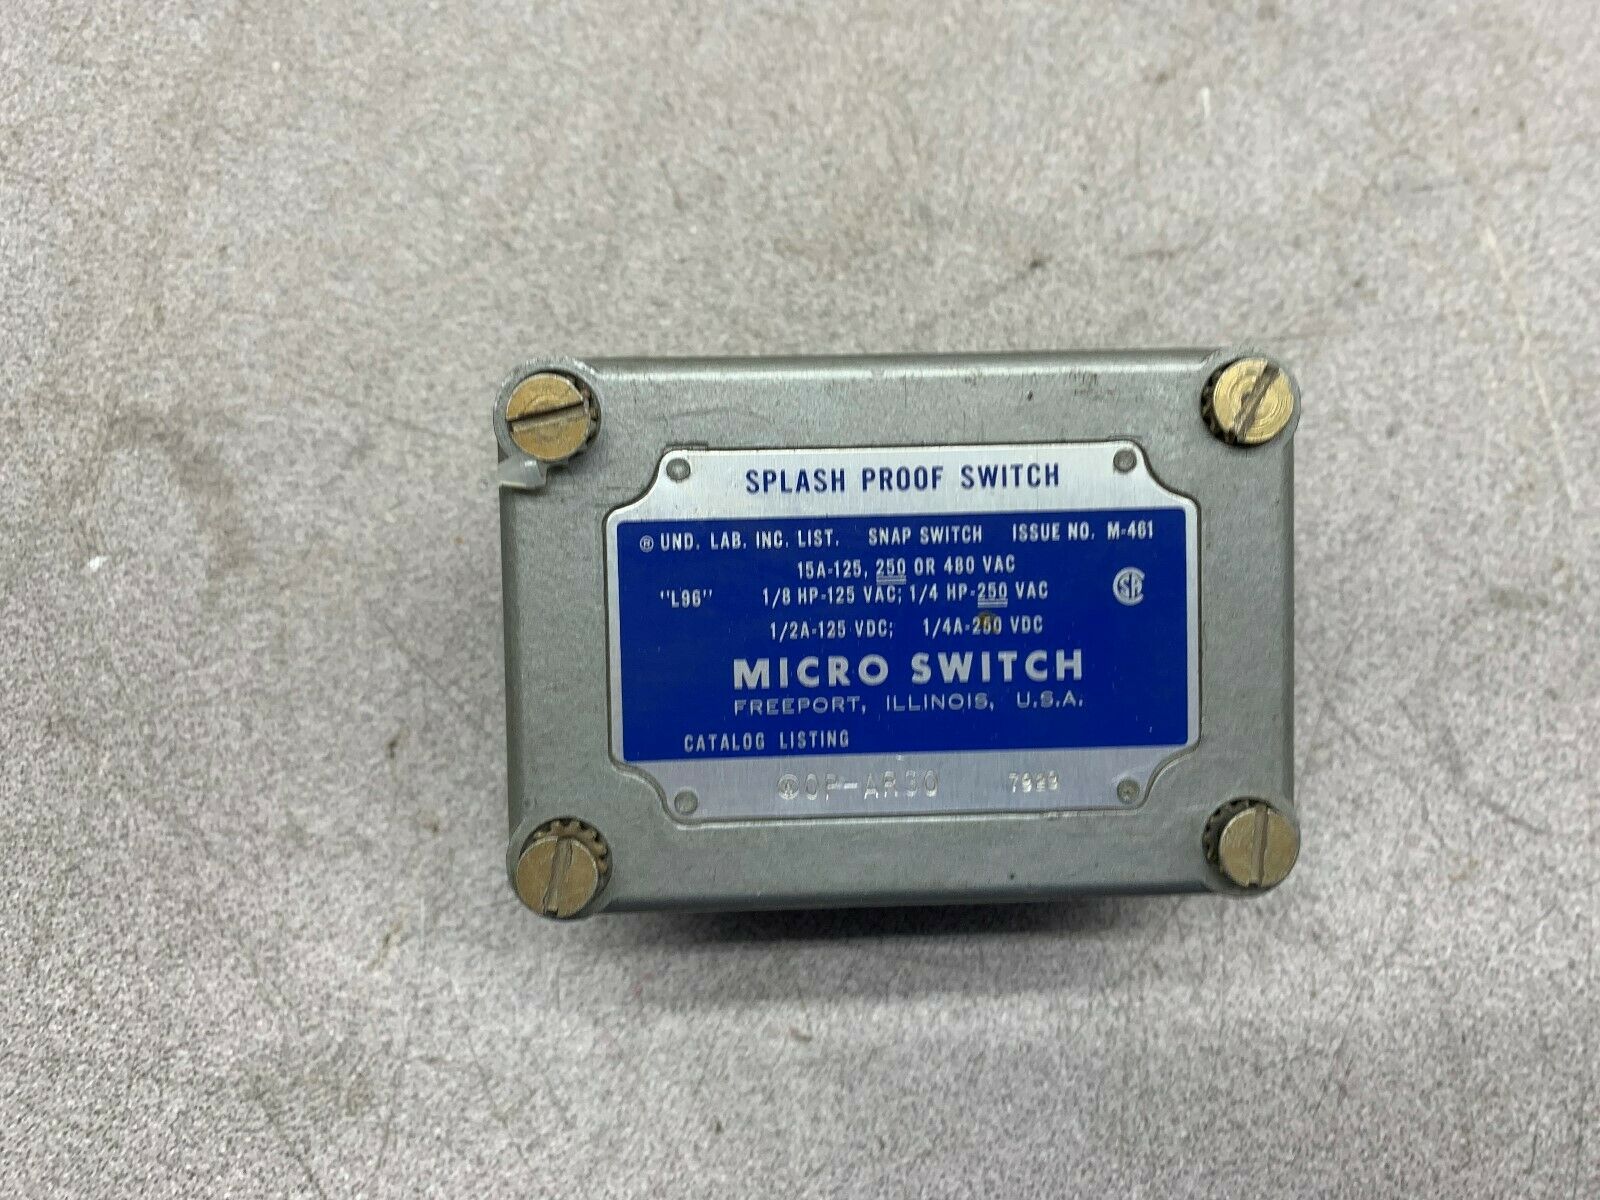 SPLASH PROOF SWITCH
® UND. LAB. INC. LIST. SNAP SWITCH ISSUE NO. M-461
15A-125, 250 OR 480 VAC
"L96" 1/8 HP-125 VAC; 1/4 HP-250 VAC
1/2A-125 VDC; 1/4A-250 VDC
MICRO SWITCH
FREEPORT, ILLINOIS, U.S.A.
CATALOG LISTING
OP-AR30 7923